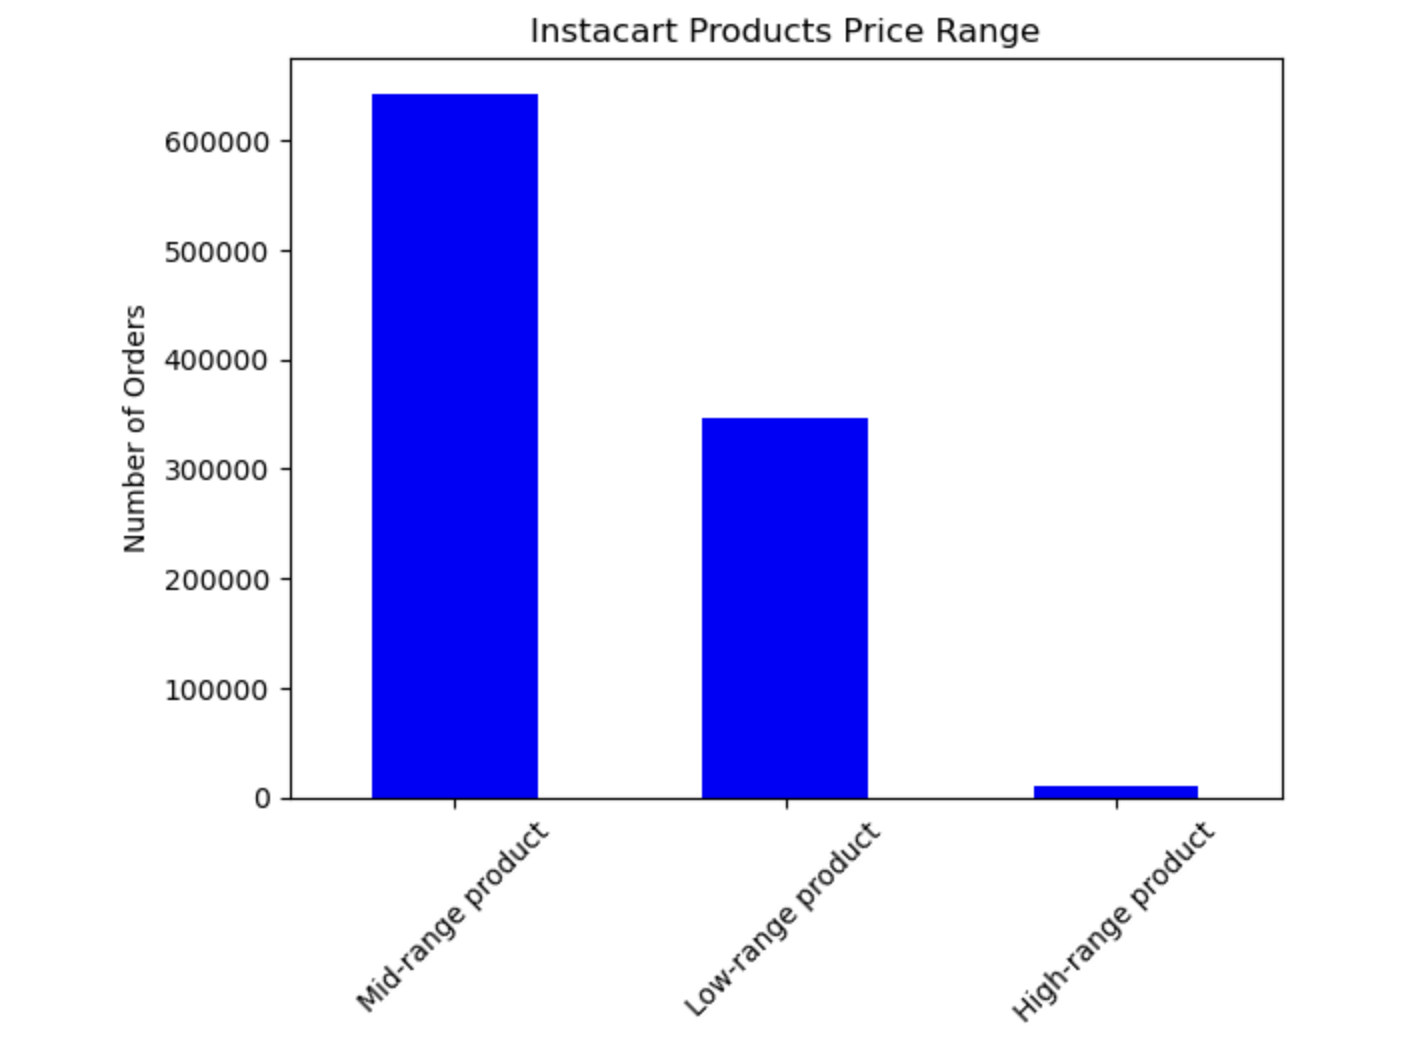 Instacart Products Price Range
Number of Orders
600000
500000
400000
300000
200000
100000
0
Mid-range product
Low-range product
High-range product